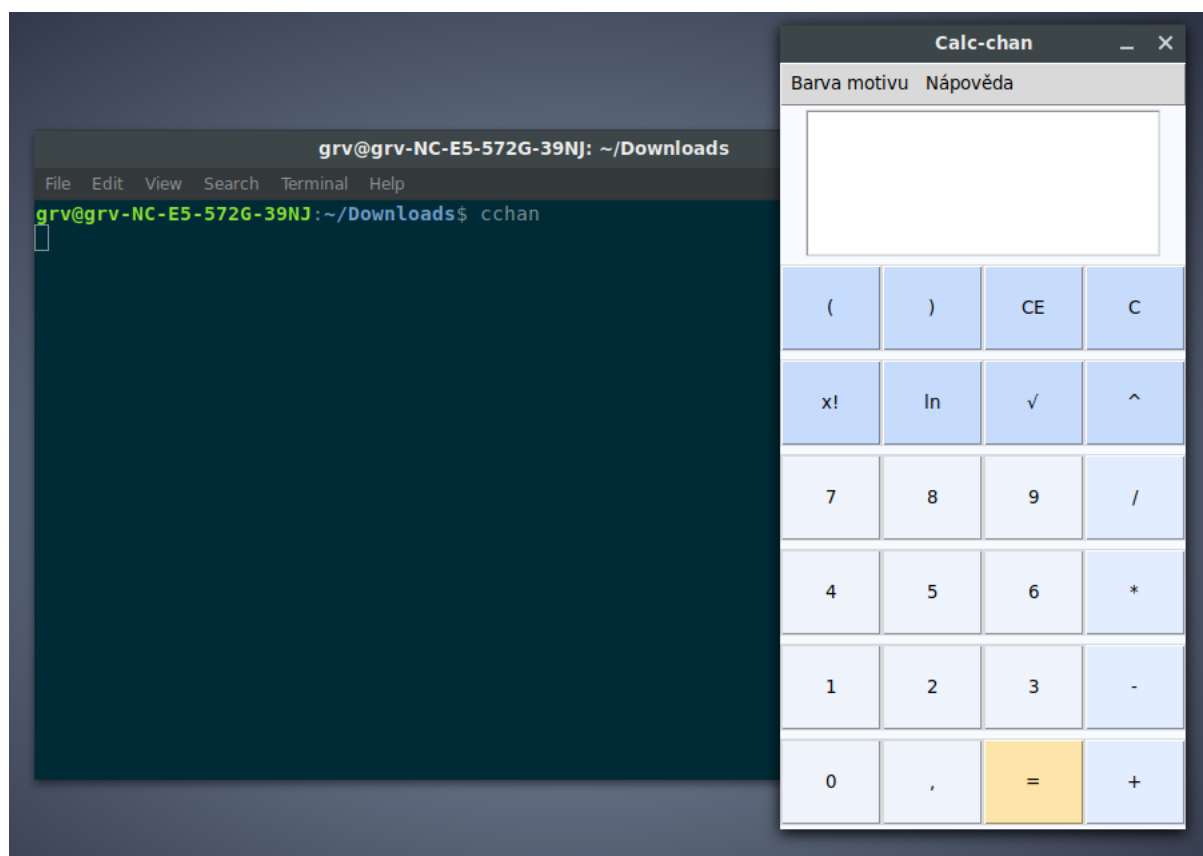 grv@grv-NC-E5-572G-39NJ: ~/Downloads
File Edit View Search Terminal Help
grv@grv-NC-E5-572G-39NJ:~/Downloads$ cchan
Calc-chan
Barva motivu Nápověda
( ) CE C
x! ln √ ^
7 8 9 /
4 5 6 *
1 2 3 -
0 , = +